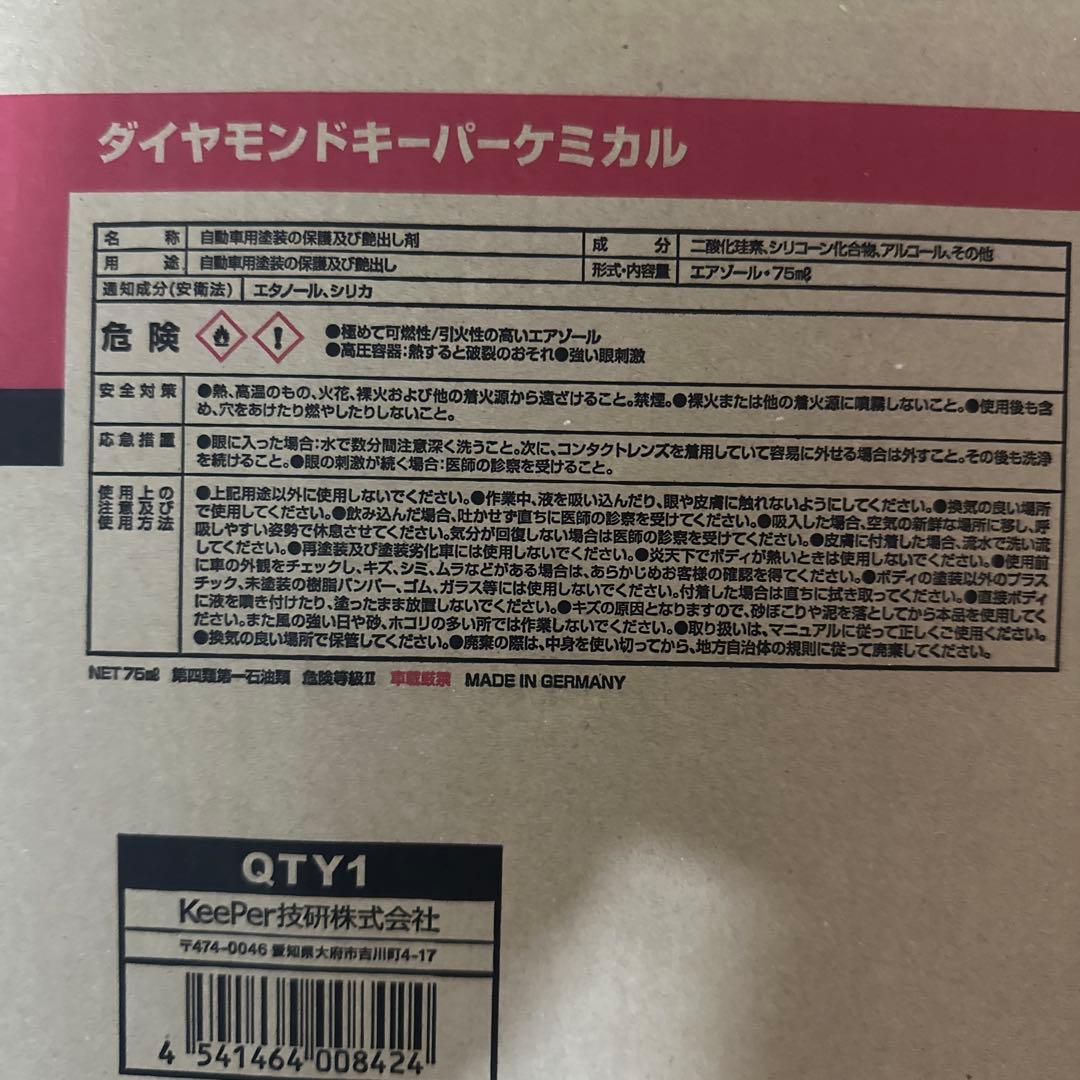 ダイヤモンドキーパーケミカル
名称 自動車用塗装の保護及び艶出し剤 成分 二酸化珪素、シリコーン化合物、アルコール、その他
用途 自動車用塗装の保護及び艶出し 形式・内容量 エアゾール・75mℓ
通知成分(安衛法) エタノール、シリカ
危険 ●極めて可燃性/引火性の高いエアゾール
●高圧容器:熱すると破裂のおそれ●強い眼刺激
安全対策 ●熱、高温のもの、火花、裸火および他の着火源から遠ざけること。禁煙。●裸火または他の着火源に噴霧しないこと。●使用後も含
め、穴をあけたり燃やしたりしないこと。
応急措置 ●眼に入った場合:水で数分間注意深く洗うこと。次に、コンタクトレンズを着用していて容易に外せる場合は外すこと。その後も洗浄
を続けること。●眼の刺激が続く場合:医師の診察を受けること。
使用上の
注意及び
使用方法
●上記用途以外に使用しないでください。●作業中、液を吸い込んだり、眼や皮膚に触れないようにしてください。●換気の良い場所
で使用してください。●飲み込んだ場合、吐かせず直ちに医師の診察を受けてください。●吸入した場合、空気の新鮮な場所に移し、呼
吸しやすい姿勢で休息させてください。気分が回復しない場合は医師の診察を受けてください。●皮膚に付着した場合、流水で洗い流
してください。●再塗装及び塗装劣化車には使用しないでください。●炎天下でボディが熱いときは使用しないでください。●使用前
に車の外観をチェックし、キズ、シミ、ムラなどがある場合は、あらかじめお客様の確認を得てください。●ボディの塗装以外のプラス
チック、未塗装の樹脂バンパー、ゴム、ガラス等には使用しないでください。付着した場合は直ちに拭き取ってください。●直接ボディ
に液を噴き付けたり、塗ったまま放置しないでください。●キズの原因となりますので、砂ぼこりや泥を落としてから本品を使用してく
ださい。また風の強い日や砂、ホコリの多い所では作業しないでください。●取り扱いは、マニュアルに従って正しくご使用ください。
●換気の良い場所で保管してください。●廃棄の際は、中身を使い切ってから、地方自治体の規則に従って廃棄してください。
NET 75mℓ 第四類第一石油類 危険等級Ⅱ 車載厳禁 MADE IN GERMANY
QTY1
KeePer技研株式会社
〒474-0046 愛知県大府市吉川町4-17
4 541464 008424